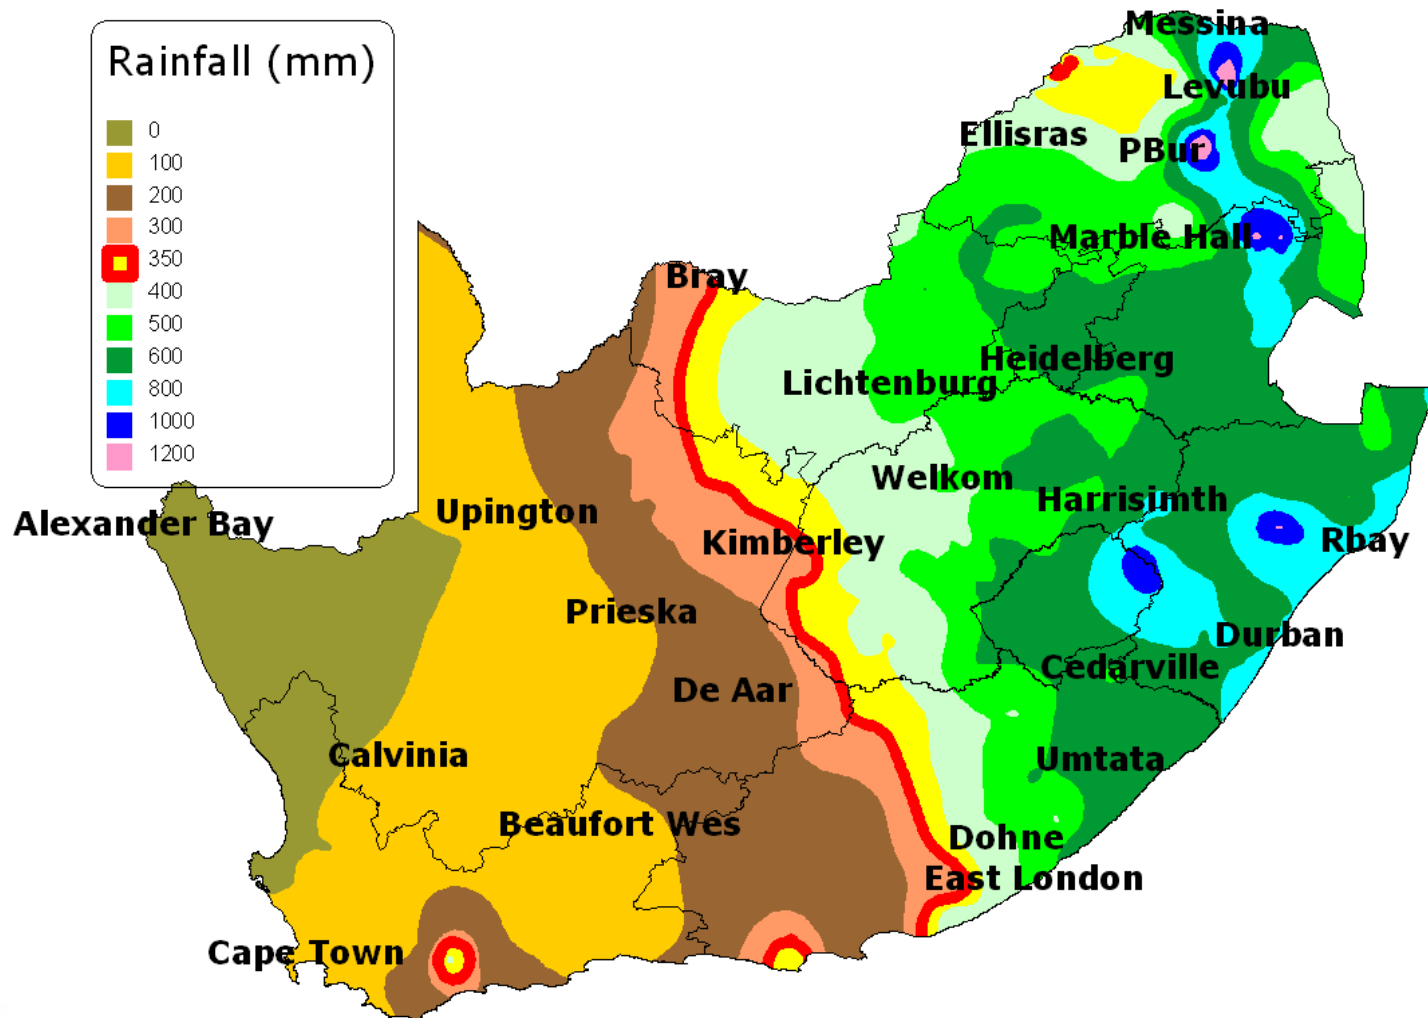 Rainfall (mm)
0
100
200
300
350
400
500
600
800
1000
1200
Messina
Levubu
Ellisras
PBur
Marble Hall
Bray
Heidelberg
Lichtenburg
Welkom
Harrisimth
Alexander Bay
Upington
Kimberley
Rbay
Prieska
Durban
Cedarville
De Aar
Calvinia
Umtata
Beaufort Wes
Dohne
East London
Cape Town